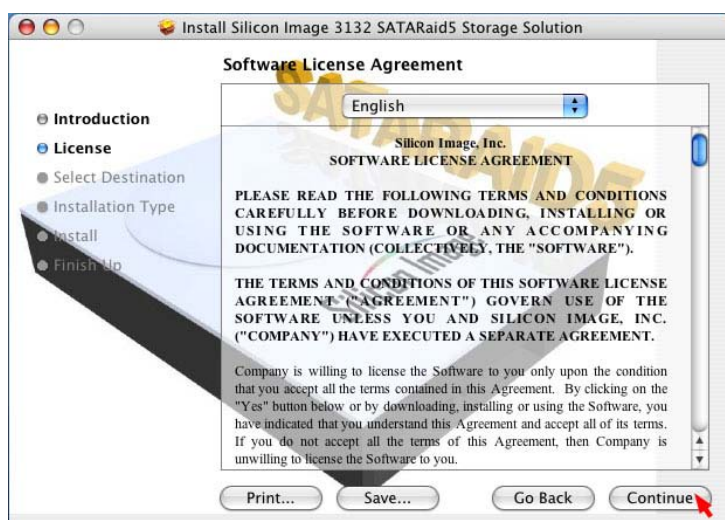 Install Silicon Image 3132 SATARaid5 Storage Solution
Software License Agreement
English
Introduction
License
Select Destination
Installation Type
Install
Finish Up
SATARAID5
Silicon Image
Silicon Image, Inc.
SOFTWARE LICENSE AGREEMENT
PLEASE READ THE FOLLOWING TERMS AND CONDITIONS
CAREFULLY BEFORE DOWNLOADING, INSTALLING OR
USING THE SOFTWARE OR ANY ACCOMPANYING
DOCUMENTATION (COLLECTIVELY, THE "SOFTWARE").
THE TERMS AND CONDITIONS OF THIS SOFTWARE LICENSE
AGREEMENT ("AGREEMENT") GOVERN USE OF THE
SOFTWARE UNLESS YOU AND SILICON IMAGE, INC.
("COMPANY") HAVE EXECUTED A SEPARATE AGREEMENT.
Company is willing to license the Software to you only upon the condition
that you accept all the terms contained in this Agreement. By clicking on the
"Yes" button below or by downloading, installing or using the Software, you
have indicated that you understand this Agreement and accept all of its terms.
If you do not accept all the terms of this Agreement, then Company is
unwilling to license the Software to you.
Print...
Save...
Go Back
Continue